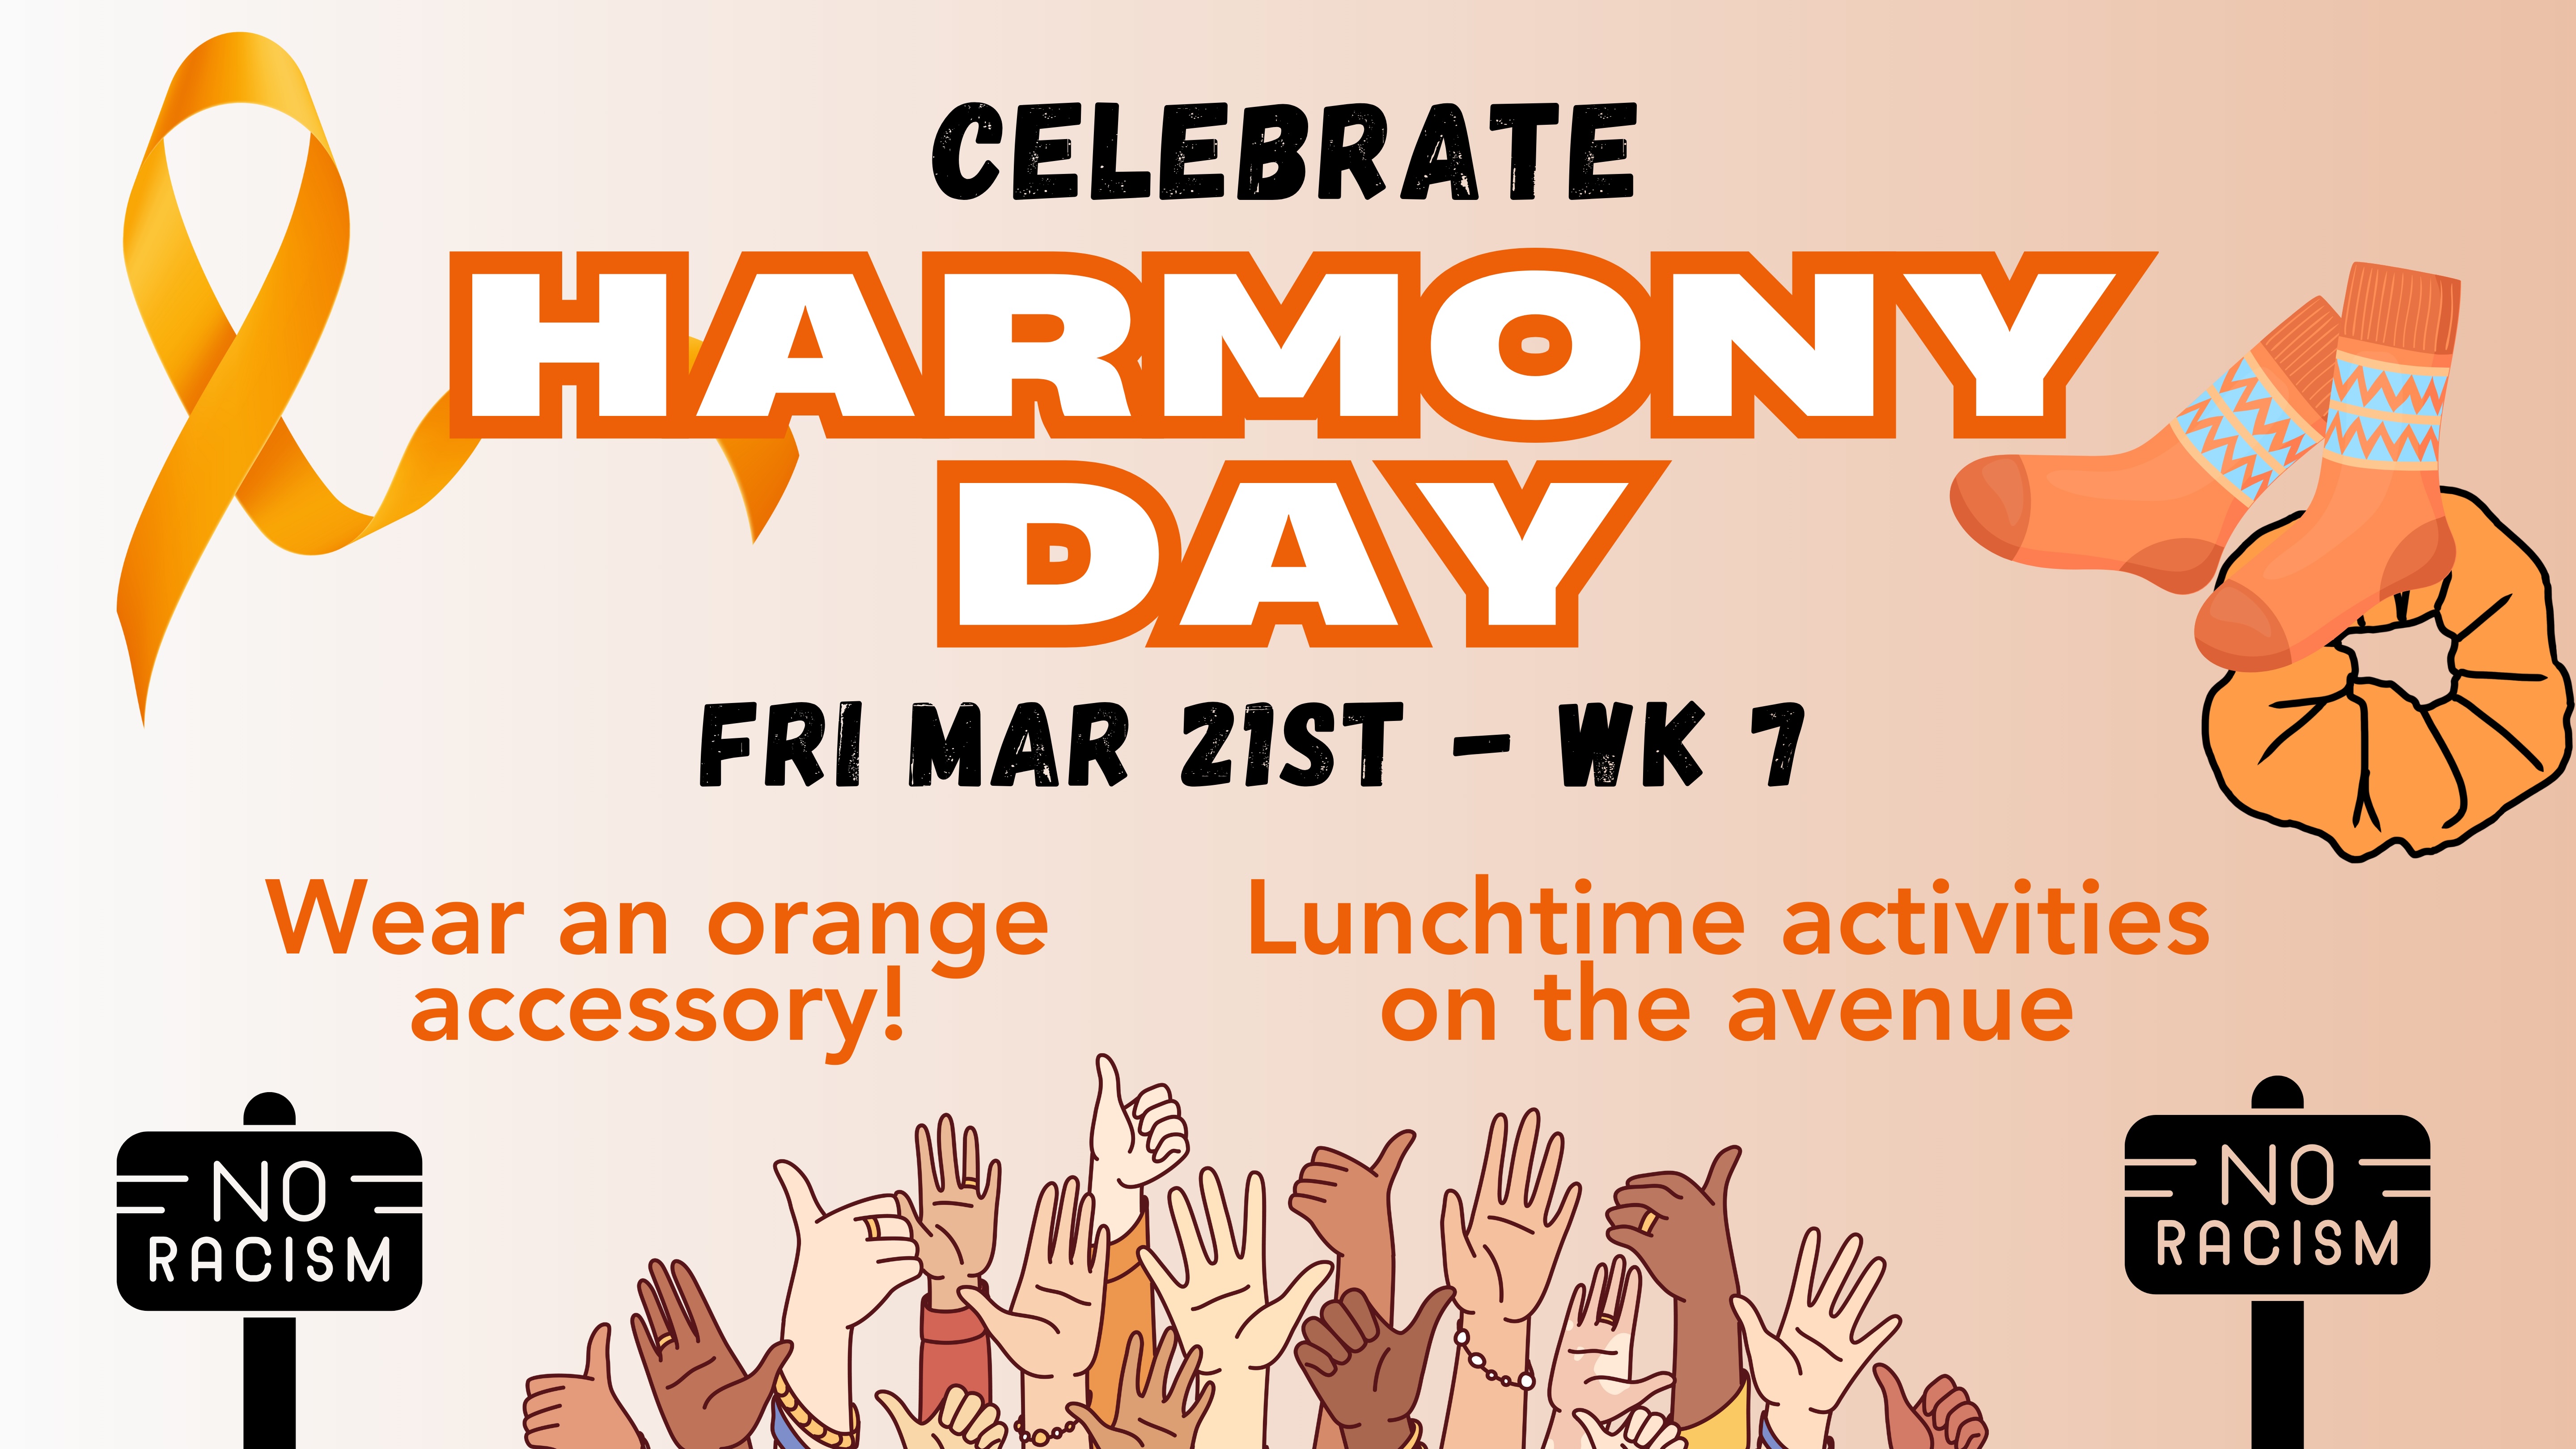 CELEBRATE
HARMONY
DAY
FRI MAR 21ST - WK 7
Wear an orange
accessory!
Lunchtime activities
on the avenue
NO
RACISM
NO
RACISM